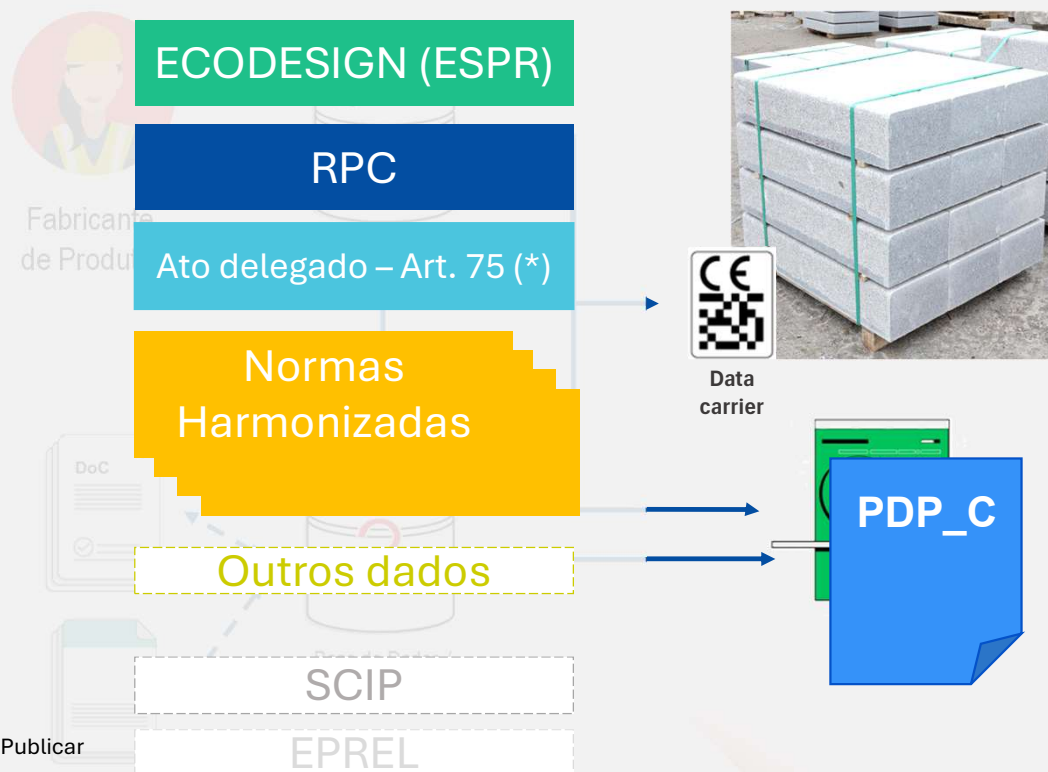 ECODESIGN (ESPR)
RPC
Fabricante
de Produt
Ato delegado – Art. 75 (*)
CE
Data
carrier
Normas
Harmonizadas
DoC
PDP_C
Outros dados
SCIP
Publicar
EPREL